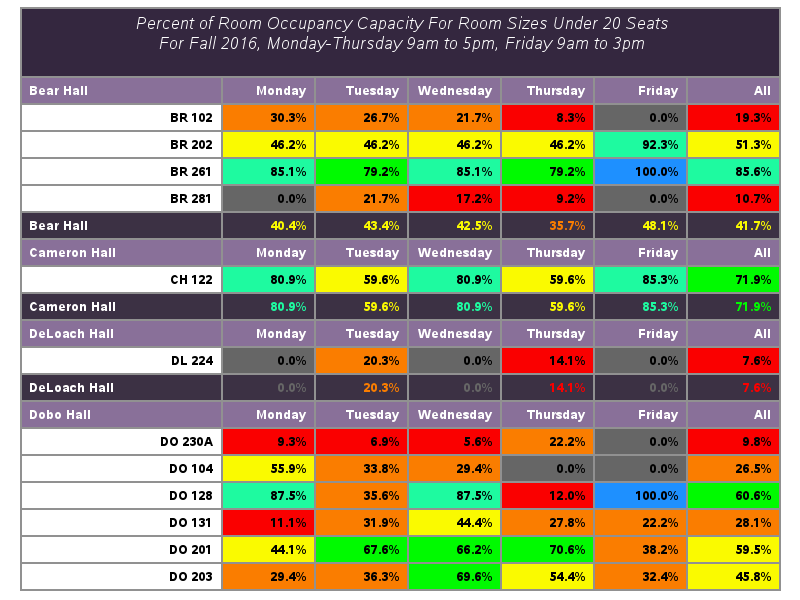 Percent of Room Occupancy Capacity For Room Sizes Under 20 Seats
For Fall 2016, Monday-Thursday 9am to 5pm, Friday 9am to 3pm
Bear Hall Monday Tuesday Wednesday Thursday Friday All
BR 102 30.3% 26.7% 21.7% 8.3% 0.0% 19.3%
BR 202 46.2% 46.2% 46.2% 46.2% 92.3% 51.3%
BR 261 85.1% 79.2% 85.1% 79.2% 100.0% 85.6%
BR 281 0.0% 21.7% 17.2% 9.2% 0.0% 10.7%
Bear Hall 40.4% 43.4% 42.5% 35.7% 48.1% 41.7%
Cameron Hall Monday Tuesday Wednesday Thursday Friday All
CH 122 80.9% 59.6% 80.9% 59.6% 85.3% 71.9%
Cameron Hall 80.9% 59.6% 80.9% 59.6% 85.3% 71.9%
DeLoach Hall Monday Tuesday Wednesday Thursday Friday All
DL 224 0.0% 20.3% 0.0% 14.1% 0.0% 7.6%
DeLoach Hall 0.0% 20.3% 0.0% 14.1% 0.0% 7.6%
Dobo Hall Monday Tuesday Wednesday Thursday Friday All
DO 230A 9.3% 6.9% 5.6% 22.2% 0.0% 9.8%
DO 104 55.9% 33.8% 29.4% 0.0% 0.0% 26.5%
DO 128 87.5% 35.6% 87.5% 12.0% 100.0% 60.6%
DO 131 11.1% 31.9% 44.4% 27.8% 22.2% 28.1%
DO 201 44.1% 67.6% 66.2% 70.6% 38.2% 59.5%
DO 203 29.4% 36.3% 69.6% 54.4% 32.4% 45.8%